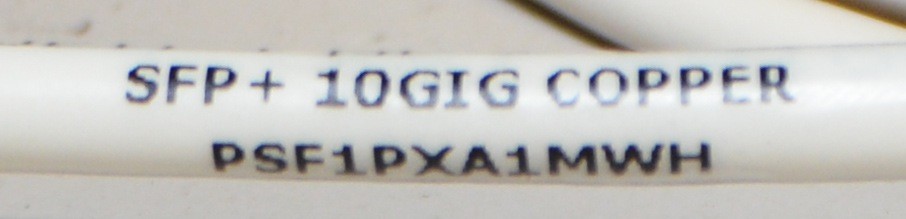 SFP+ 10GIG COPPER
PSF1PXA1MWH